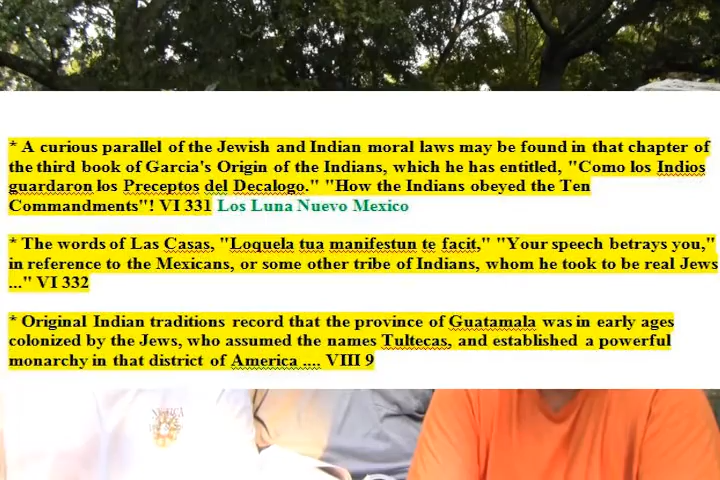 * A curious parallel of the Jewish and Indian moral laws may be found in that chapter of
the third book of Garcia's Origin of the Indians, which he has entitled, "Como los Indios
guardaron los Preceptos del Decalogo." "How the Indians obeyed the Ten
Commandments"! VI 331 Los Luna Nuevo Mexico
* The words of Las Casas, "Loquela tua manifestun te facit," "Your speech betrays you,"
in reference to the Mexicans, or some other tribe of Indians, whom he took to be real Jews
..." VI 332
* Original Indian traditions record that the province of Guatamala was in early ages
colonized by the Jews, who assumed the names Tultecas, and established a powerful
monarchy in that district of America .... VIII 9